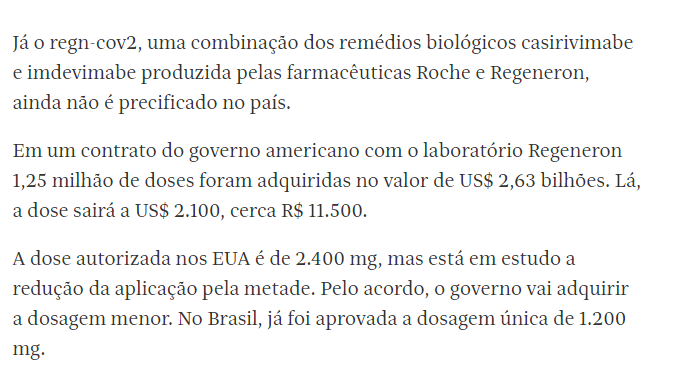 Já o regn-cov2, uma combinação dos remédios biológicos casirivimabe
e imdevimabe produzida pelas farmacêuticas Roche e Regeneron,
ainda não é precificado no país.
Em um contrato do governo americano com o laboratório Regeneron
1,25 milhão de doses foram adquiridas no valor de US$ 2,63 bilhões. Lá,
a dose sairá a US$ 2.100, cerca R$ 11.500.
A dose autorizada nos EUA é de 2.400 mg, mas está em estudo a
redução da aplicação pela metade. Pelo acordo, o governo vai adquirir
a dosagem menor. No Brasil, já foi aprovada a dosagem única de 1.200
mg.